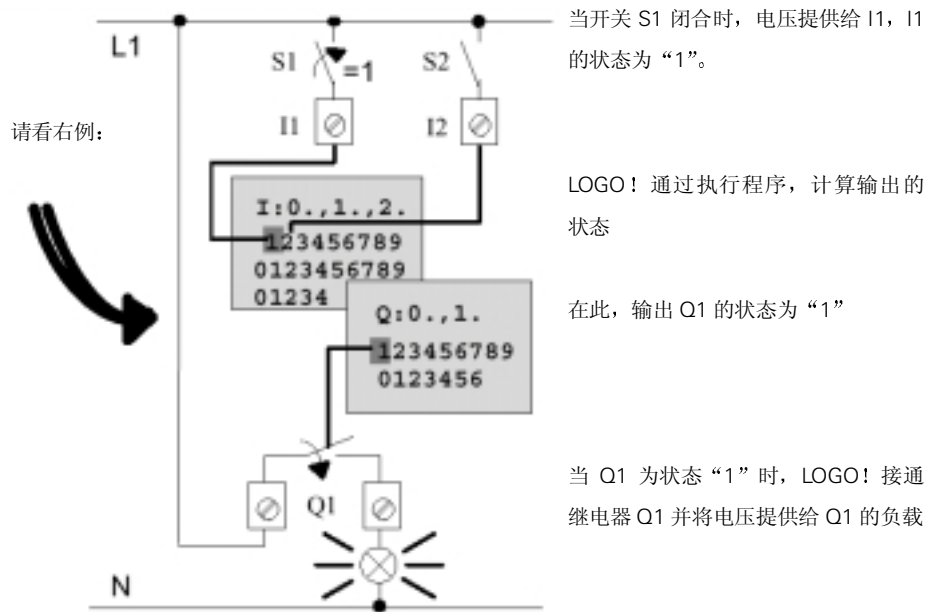 当开关 S1 闭合时，电压提供给 I1，I1
的状态为“1”。
L1
S1
=1
S2
请看右例：
I1
I2
LOGO！通过执行程序，计算输出的
状态
I:0.,1.,2.
123456789
0123456789
01234
在此，输出 Q1 的状态为“1”
Q:0.,1.
123456789
0123456
当 Q1 为状态“1”时，LOGO！接通
继电器 Q1 并将电压提供给 Q1 的负载
Q1
N